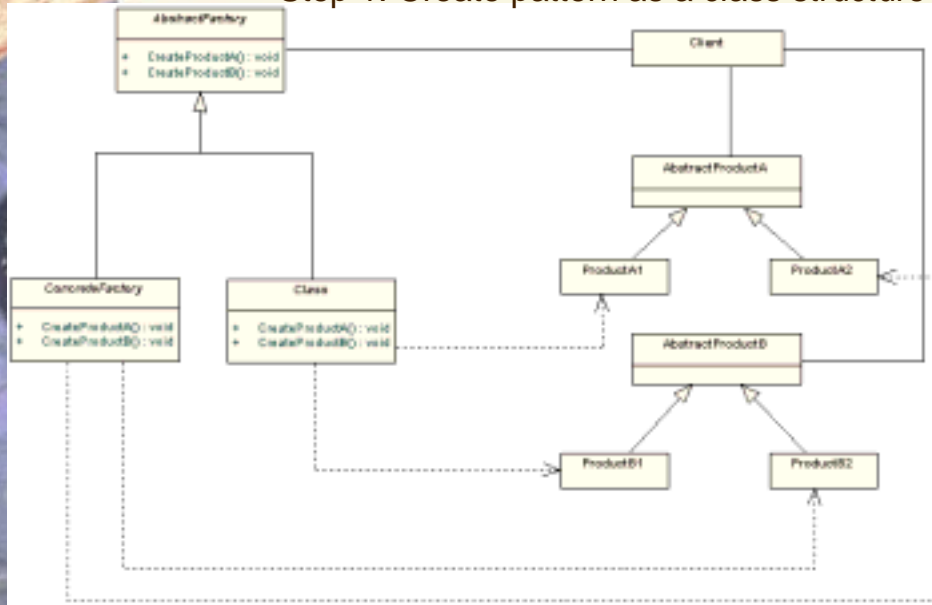 Step 1: Create pattern as a class structure
AbstractFactory
+ CreateProductA() : void
+ CreateProductB() : void
Client
AbstractProductA
ProductA1
ProductA2
ConcreteFactory
+ CreateProductA() : void
+ CreateProductB() : void
Class
+ CreateProductA() : void
+ CreateProductB() : void
AbstractProductB
ProductB1
ProductB2